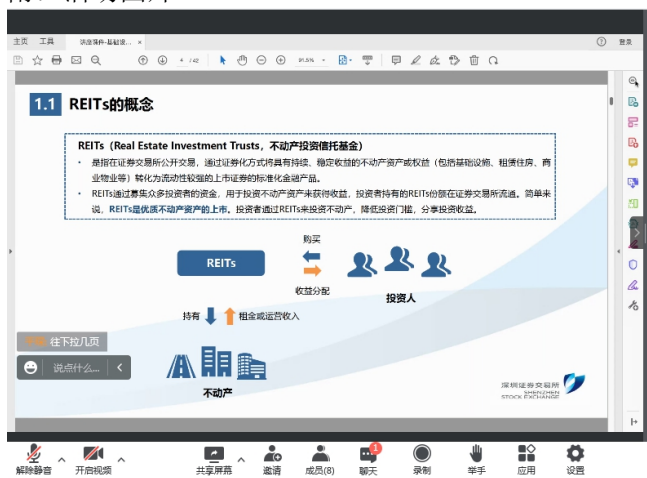 主页 工具
登录
4 / 42
1.1 REITs的概念
REITs（Real Estate Investment Trusts，不动产投资信托基金）
· 是指在证券交易所公开交易，通过证券化方式将具有持续、稳定收益的不动产资产或权益（包括基础设施、租赁住房、商
业物业等）转化为流动性较强的上市证券的标准化金融产品。
· REITs通过募集众多投资者的资金，用于投资不动产资产来获得收益，投资者持有的REITs份额在证券交易所流通。简单来
说，REITs是优质不动产资产的上市。投资者通过REITs来投资不动产，降低投资门槛，分享投资收益。
购买
REITs
收益分配
投资人
持有
租金或运营收入
往下拉几页
说点什么...
不动产
深圳证券交易所
SHENZHEN
STOCK EXCHANGE
1
解除静音 开启视频 共享屏幕 邀请 成员(8) 聊天 录制 举手 应用 设置